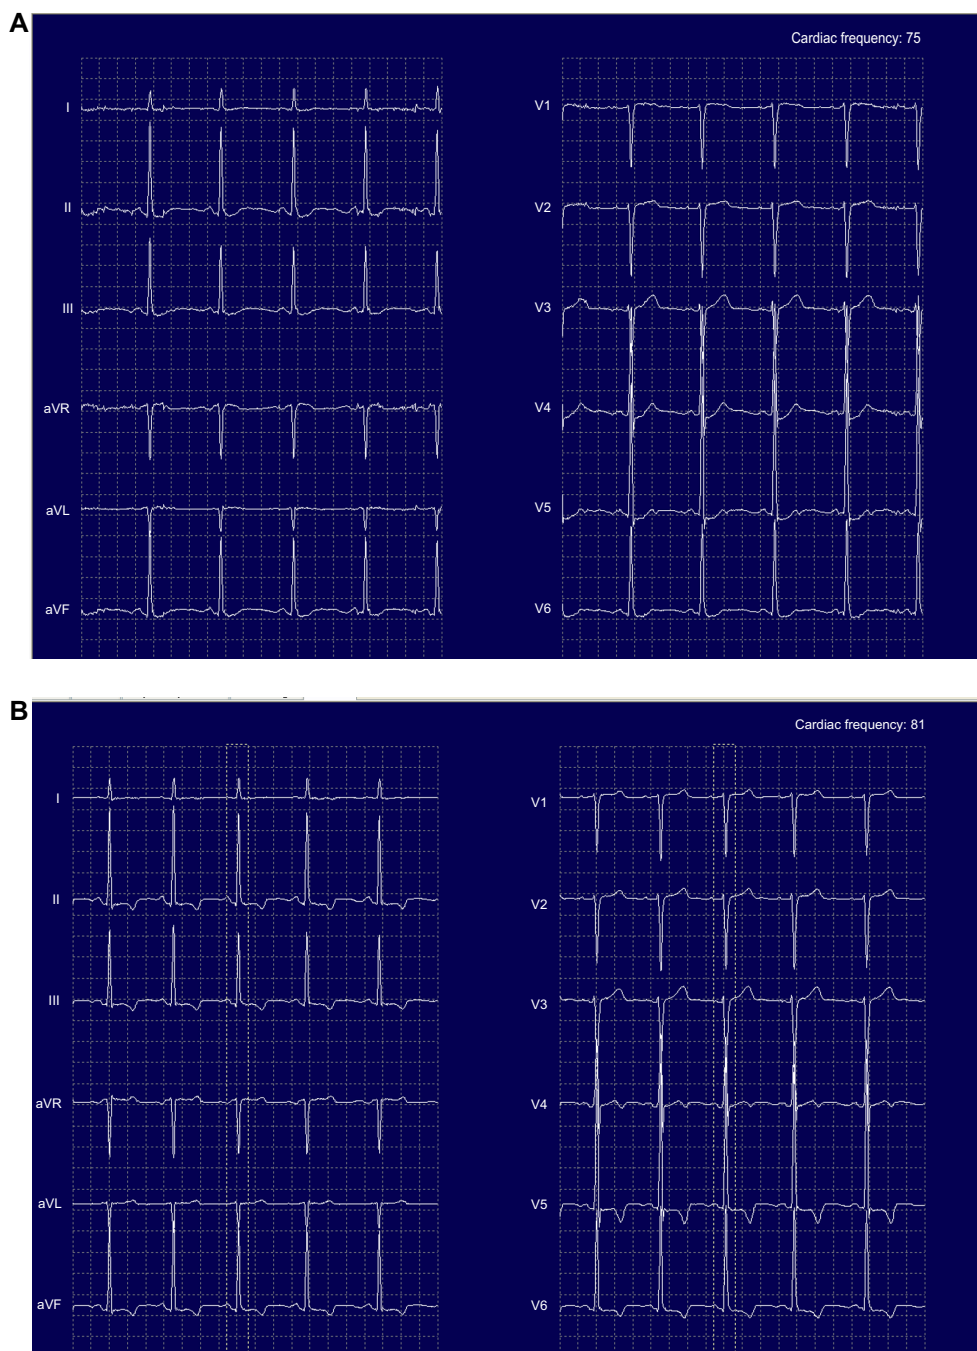 A
Cardiac frequency: 75
I
II
III
aVR
aVL
aVF
V1
V2
V3
V4
V5
V6
B
Cardiac frequency: 81
I
II
III
aVR
aVL
aVF
V1
V2
V3
V4
V5
V6